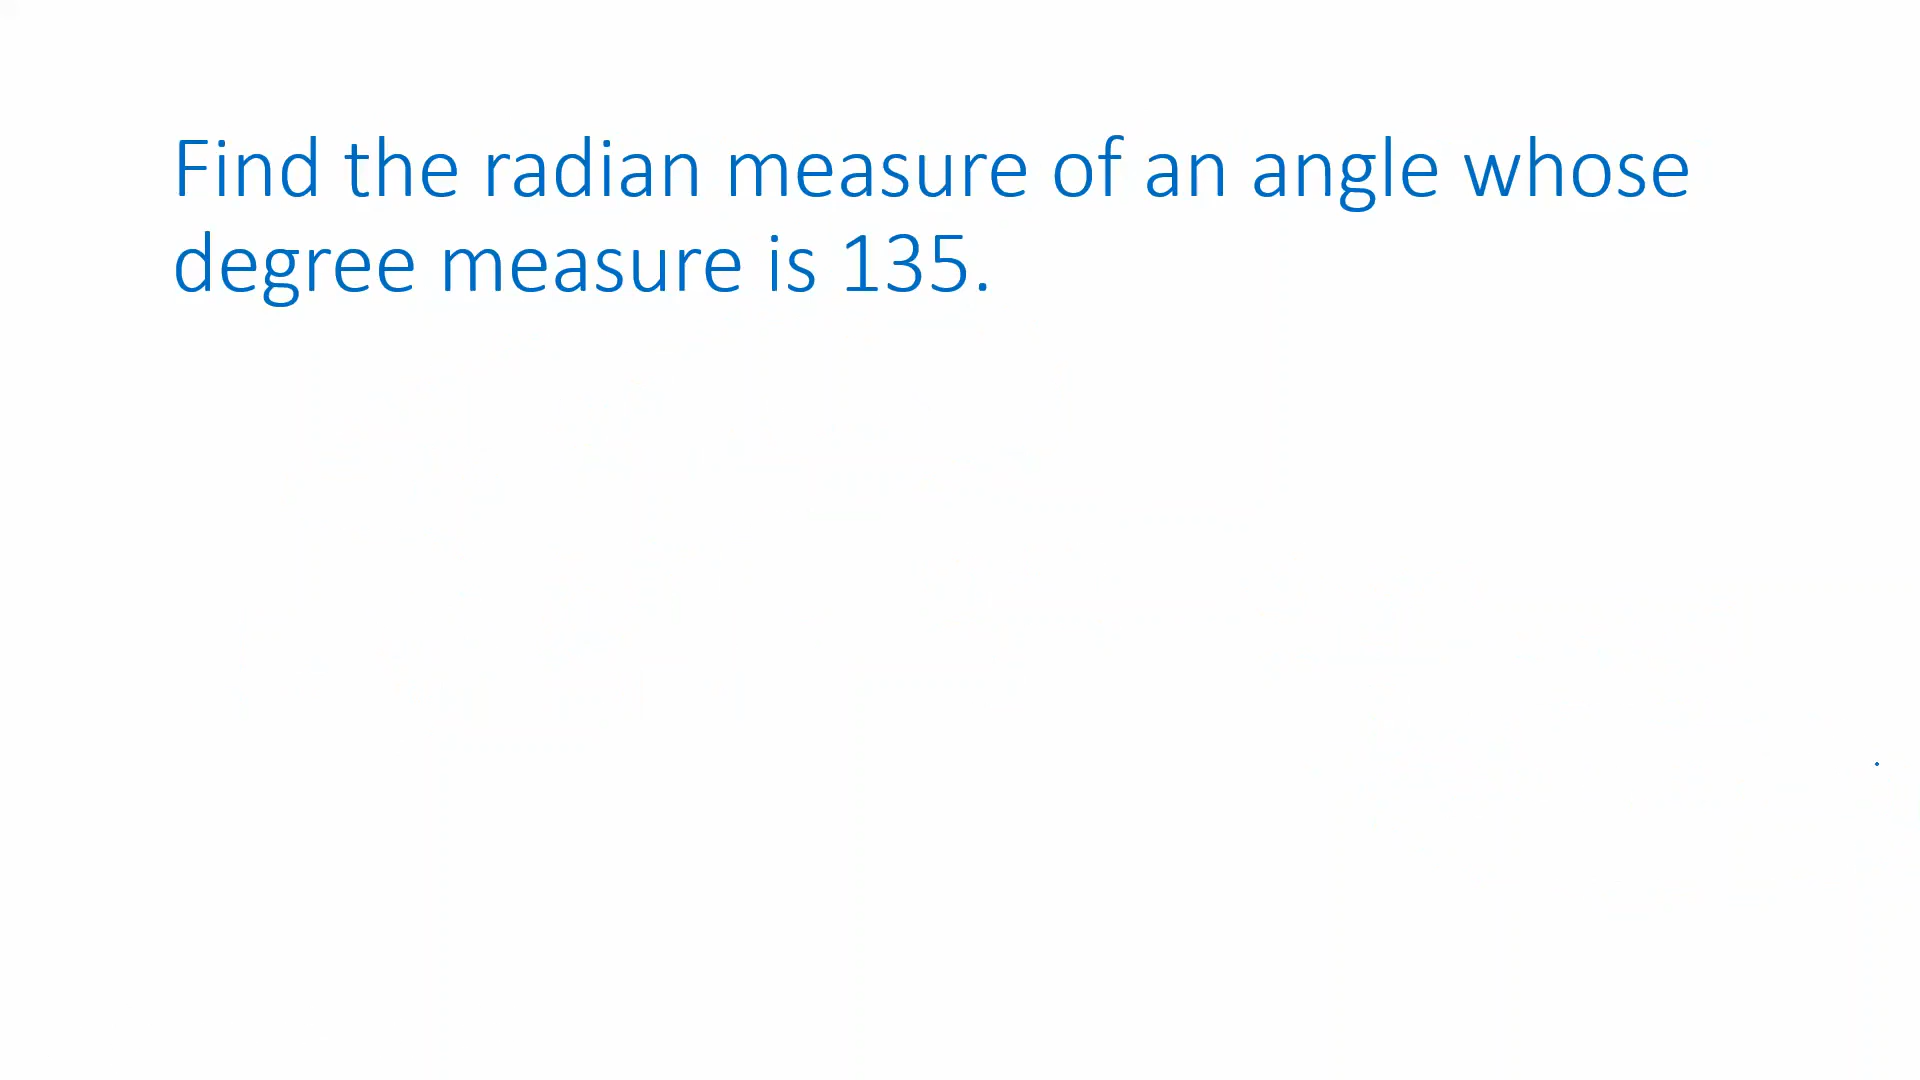 Find the radian measure of an angle whose
degree measure is 135.